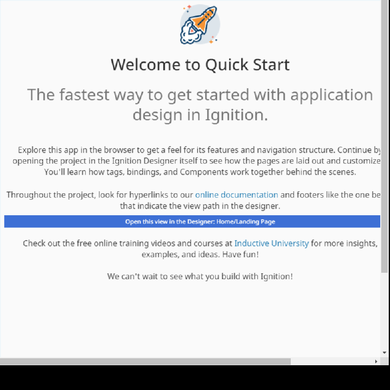 Welcome to Quick Start
The fastest way to get started with application
design in Ignition.
Explore this app in the browser to get a feel for its features and navigation structure. Continue by
opening the project in the Ignition Designer itself to see how the pages are laid out and customize
You'll learn how tags, bindings, and Components work together behind the scenes.
Throughout the project, look for hyperlinks to our online documentation and footers like the one be
that indicate the view path in the designer.
Open this view in the Designer: Home/Landing Page
Check out the free online training videos and courses at Inductive University for more insights,
examples, and ideas. Have fun!
We can't wait to see what you build with Ignition!